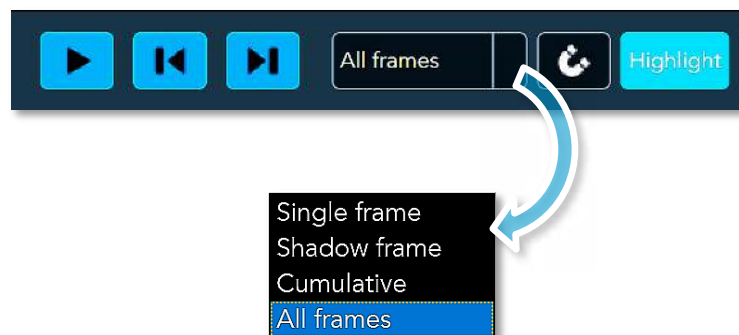 All frames
Highlight
Single frame
Shadow frame
Cumulative
All frames